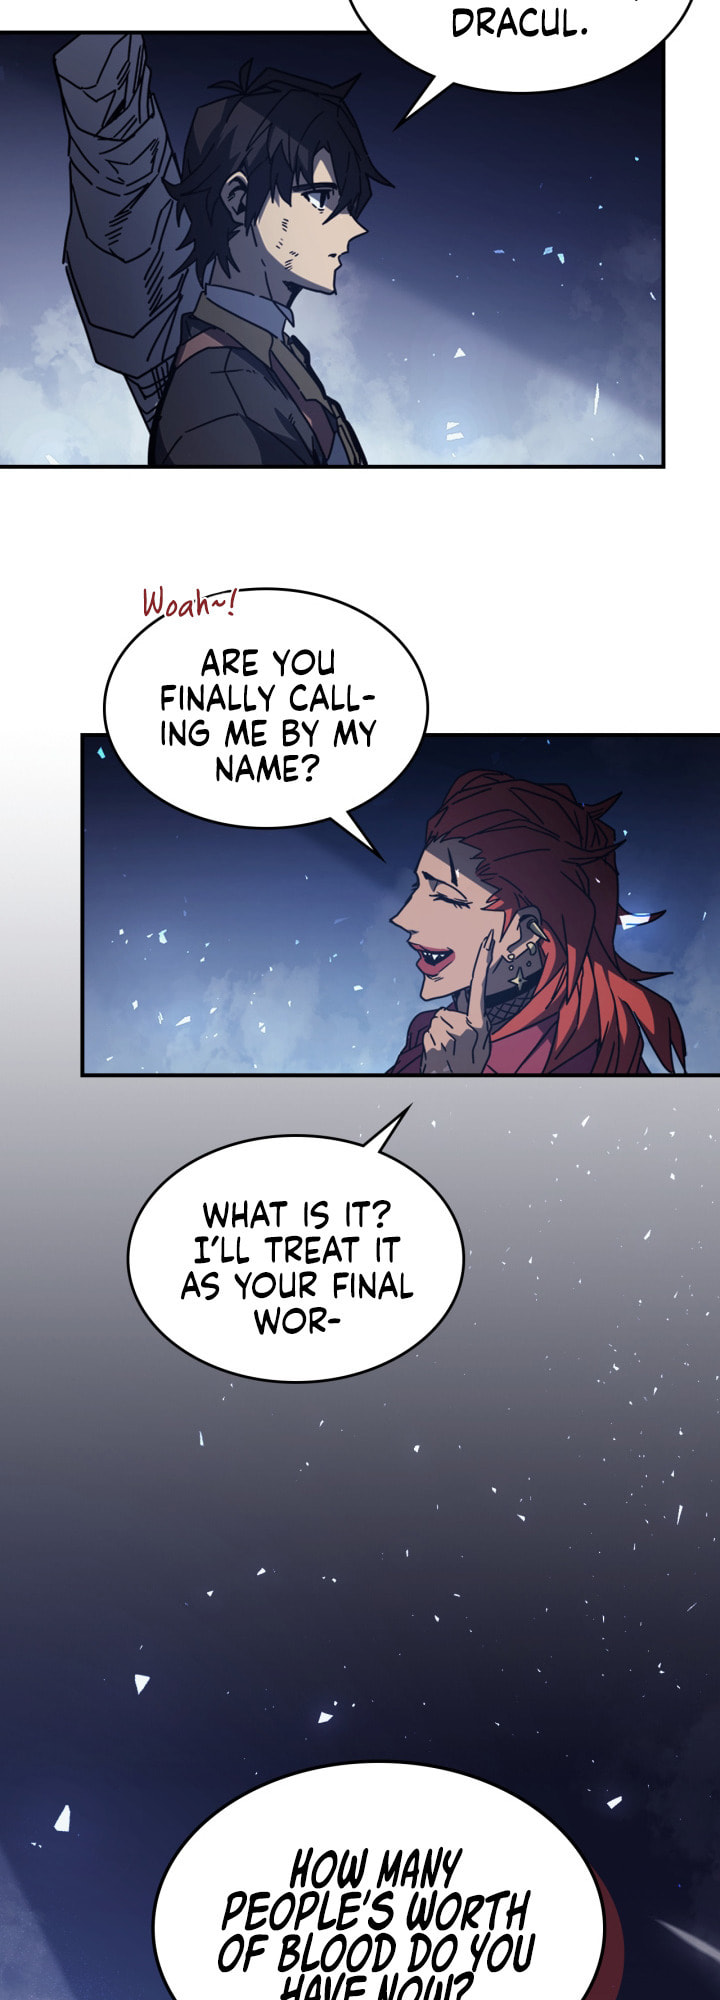 DRACUL.
Woah~!
ARE YOU
FINALLY CALL-
ING ME BY MY
NAME?
WHAT IS IT?
I'LL TREAT IT
AS YOUR FINAL
WOR-
HOW MANY
PEOPLE'S WORTH
OF BLOOD DO YOU
HAVE NOW?